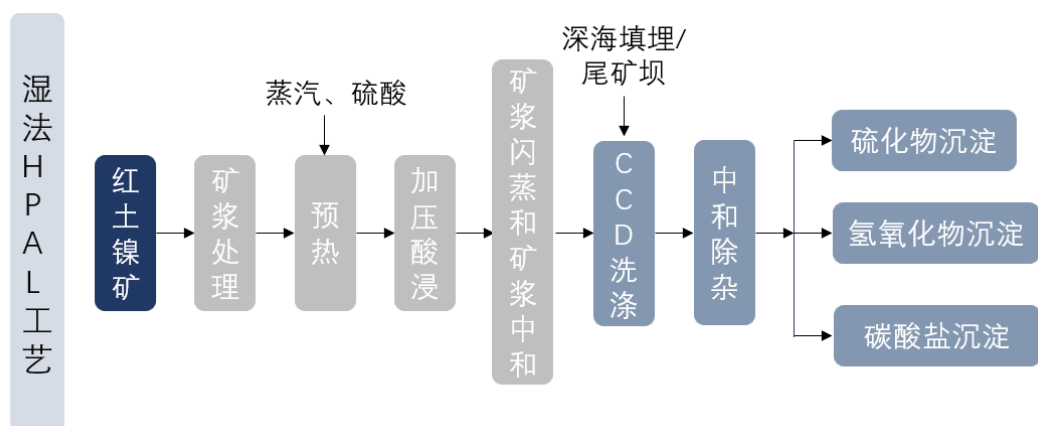 湿法HPAL工艺
深海填埋/
尾矿坝
蒸汽、硫酸
红土镍矿
矿浆处理
预热
加压酸浸
矿浆闪蒸和矿浆中和
CCD洗涤
中和除杂
硫化物沉淀
氢氧化物沉淀
碳酸盐沉淀